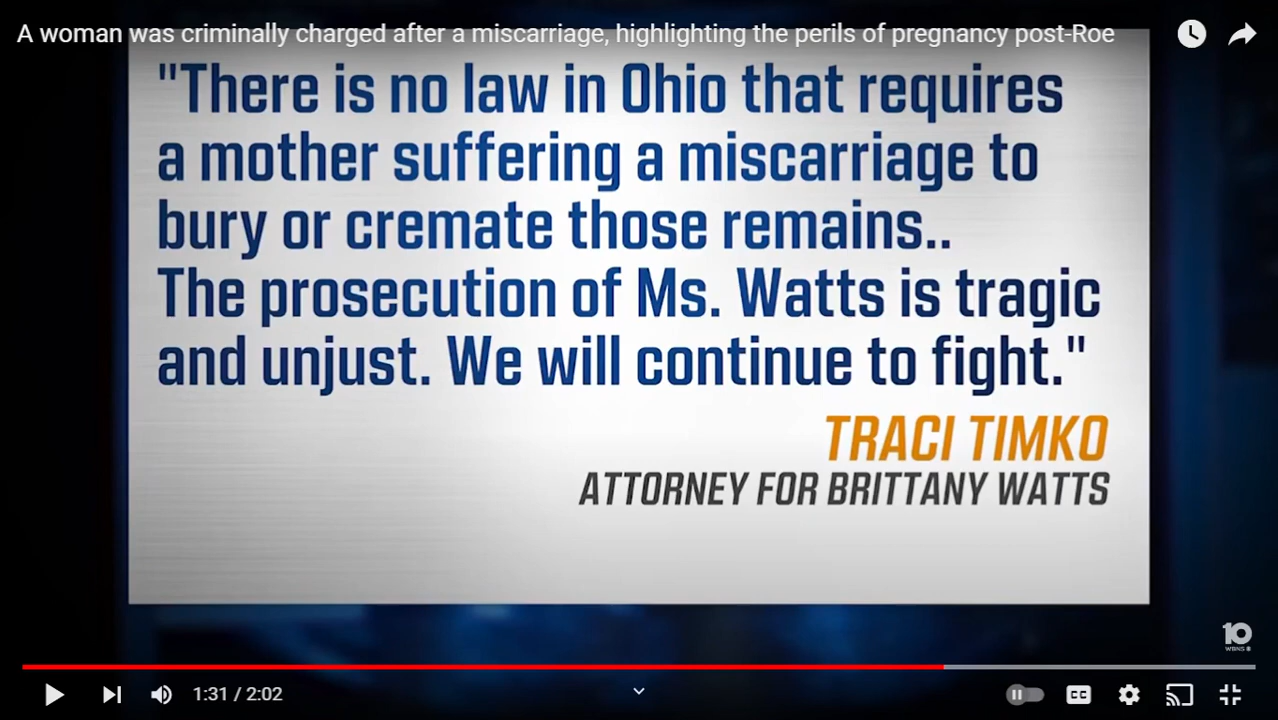 A woman was criminally charged after a miscarriage, highlighting the perils of pregnancy post-Roe
"There is no law in Ohio that requires
a mother suffering a miscarriage to
bury or cremate those remains..
The prosecution of Ms. Watts is tragic
and unjust. We will continue to fight."
TRACI TIMKO
ATTORNEY FOR BRITTANY WATTS
10
WBNS
1:31 / 2:02
CC